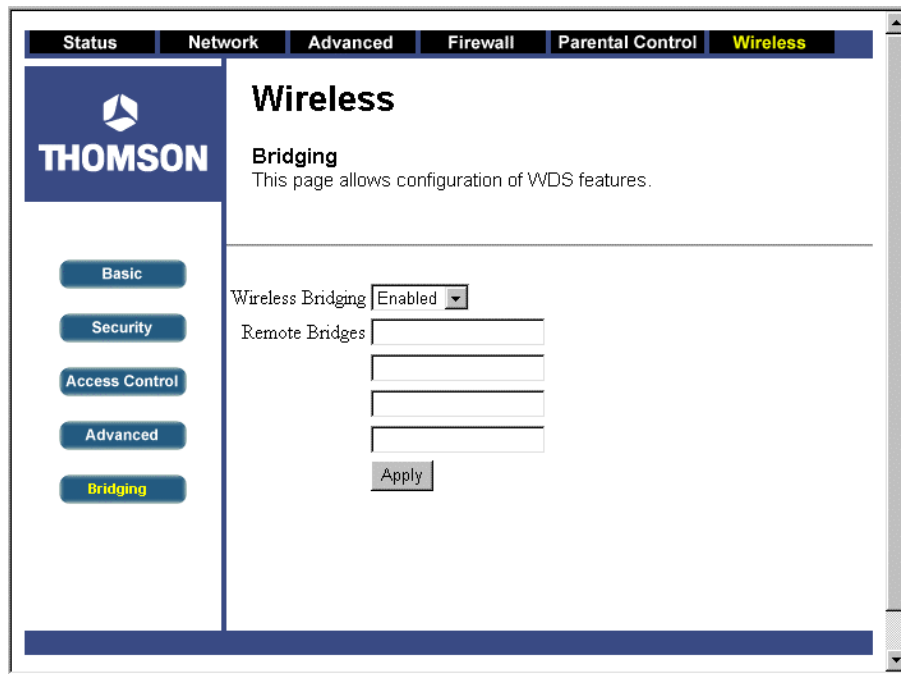 Status Network Advanced Firewall Parental Control Wireless
THOMSON
Wireless
Bridging
This page allows configuration of WDS features.
Basic
Security
Access Control
Advanced
Bridging
Wireless Bridging Enabled
Remote Bridges
Apply